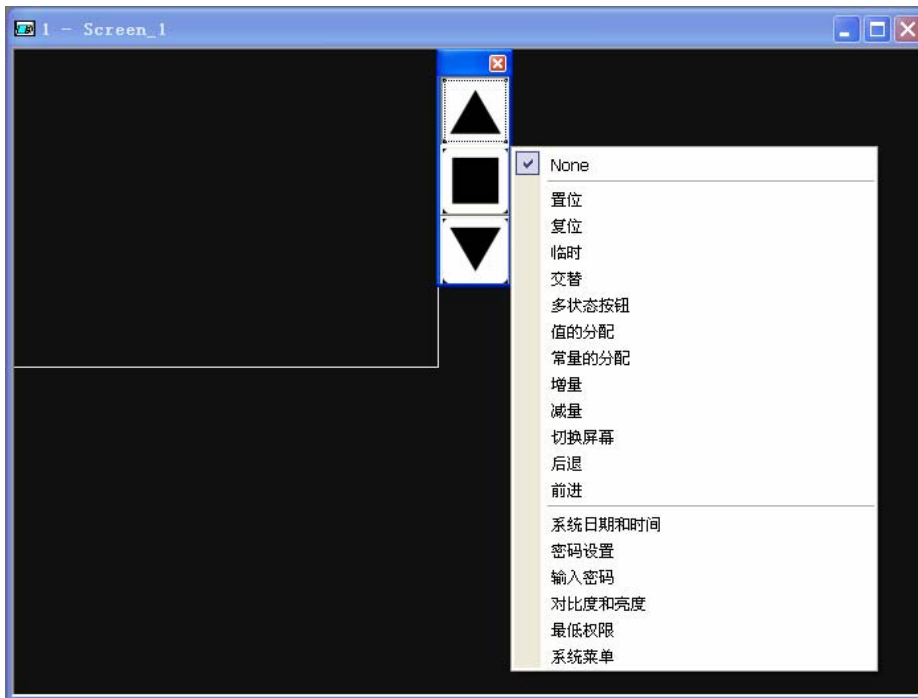 1 - Screen_1
None
置位
复位
临时
交替
多状态按钮
值的分配
常量的分配
增量
减量
切换屏幕
后退
前进
系统日期和时间
密码设置
输入密码
对比度和亮度
最低权限
系统菜单